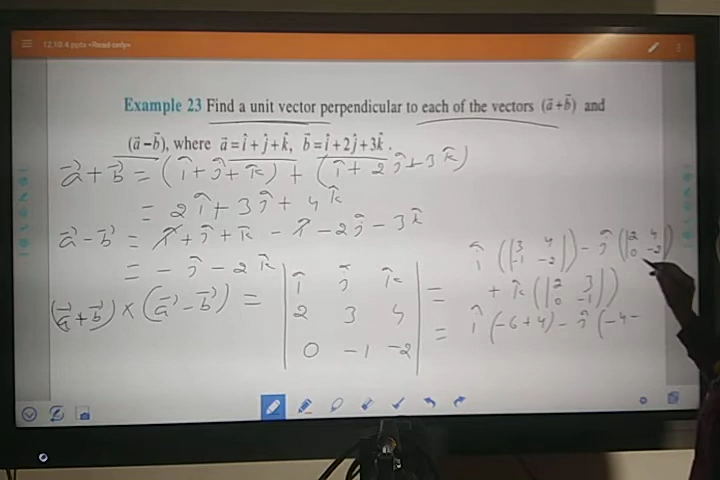 12.10.4.pptx -Read-only-
Example 23 Find a unit vector perpendicular to each of the vectors (a⃗+b⃗) and
(a⃗−b⃗), where a⃗=î+ĵ+k̂, b⃗=î+2ĵ+3k̂.
a⃗+b⃗ = (î+ĵ+k̂) + (î+2ĵ+3k̂)
= 2î+3ĵ+4k̂
a⃗−b⃗ = î+ĵ+k̂ − î−2ĵ−3k̂
= −ĵ−2k̂
(a⃗+b⃗)×(a⃗−b⃗) = | î ĵ k̂ |
| 2 3 4 |
| 0 −1 −2 |
= î(|3 4|) − ĵ(|2 4|)
|−1 −2| |0 −2|
+ k̂(|2 3|)
|0 −1|
= î(−6+4) − ĵ(−4−